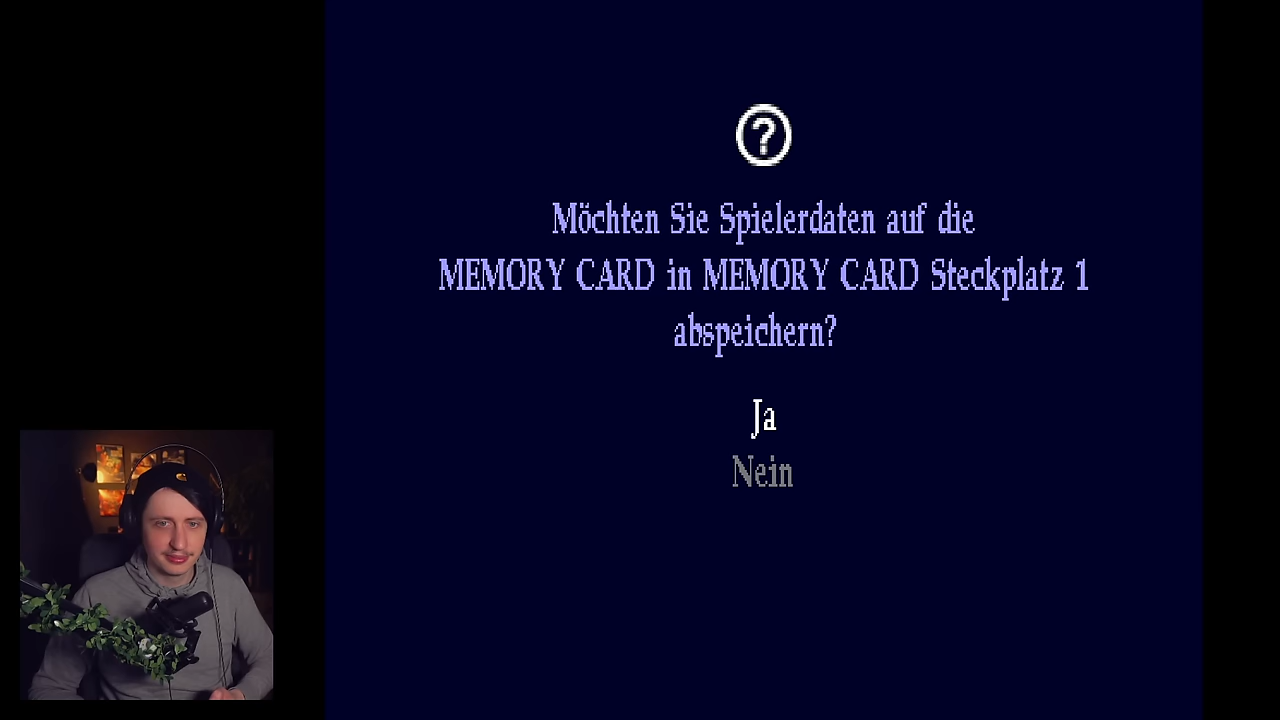 Möchten Sie Spielerdaten auf die
MEMORY CARD in MEMORY CARD Steckplatz 1
abspeichern?
Ja
Nein